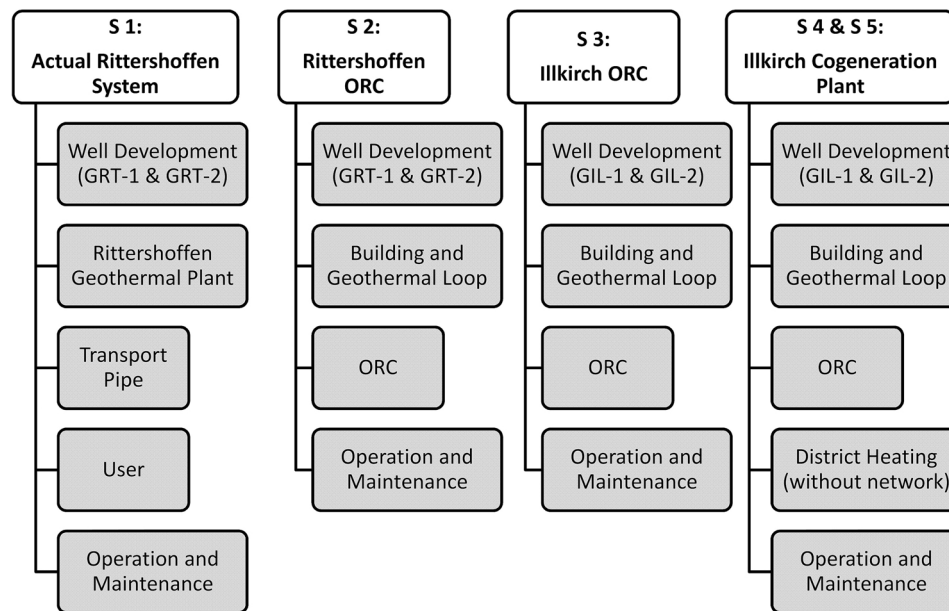 S 1:
Actual Rittershoffen
System
Well Development
(GRT-1 & GRT-2)
Rittershoffen
Geothermal Plant
Transport
Pipe
User
Operation and
Maintenance
S 2:
Rittershoffen
ORC
Well Development
(GRT-1 & GRT-2)
Building and
Geothermal Loop
ORC
Operation and
Maintenance
S 3:
Illkirch ORC
Well Development
(GIL-1 & GIL-2)
Building and
Geothermal Loop
ORC
Operation and
Maintenance
S 4 & S 5:
Illkirch Cogeneration
Plant
Well Development
(GIL-1 & GIL-2)
Building and
Geothermal Loop
ORC
District Heating
(without network)
Operation and
Maintenance